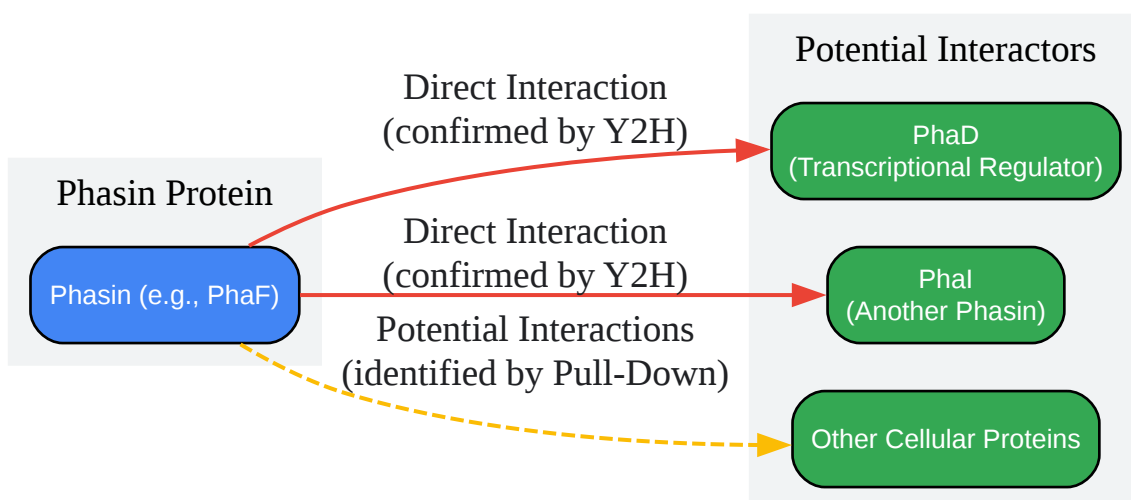 Phasin Protein
Phasin (e.g., PhaF)
Direct Interaction
(confirmed by Y2H)
Direct Interaction
(confirmed by Y2H)
Potential Interactions
(identified by Pull-Down)
Potential Interactors
PhaD
(Transcriptional Regulator)
PhaI
(Another Phasin)
Other Cellular Proteins